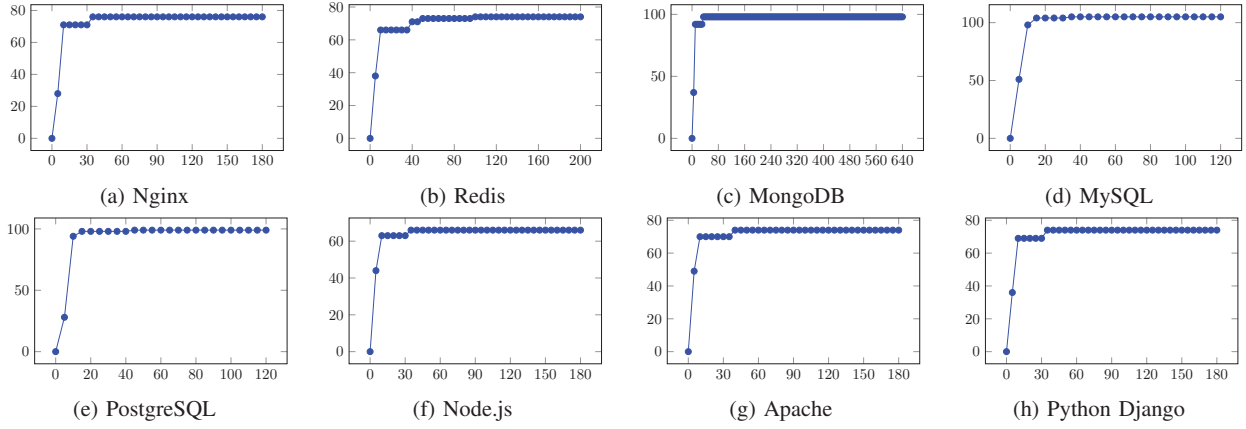 80
60
40
20
0
0 30 60 90 120 150 180
(a) Nginx
80
60
40
20
0
0 40 80 120 160 200
(b) Redis
100
50
0
0 80 160 240 320 400 480 560 640
(c) MongoDB
100
50
0
0 20 40 60 80 100 120
(d) MySQL
100
50
0
0 20 40 60 80 100 120
(e) PostgreSQL
60
40
20
0
0 30 60 90 120 150 180
(f) Node.js
80
60
40
20
0
0 30 60 90 120 150 180
(g) Apache
80
60
40
20
0
0 30 60 90 120 150 180
(h) Python Django